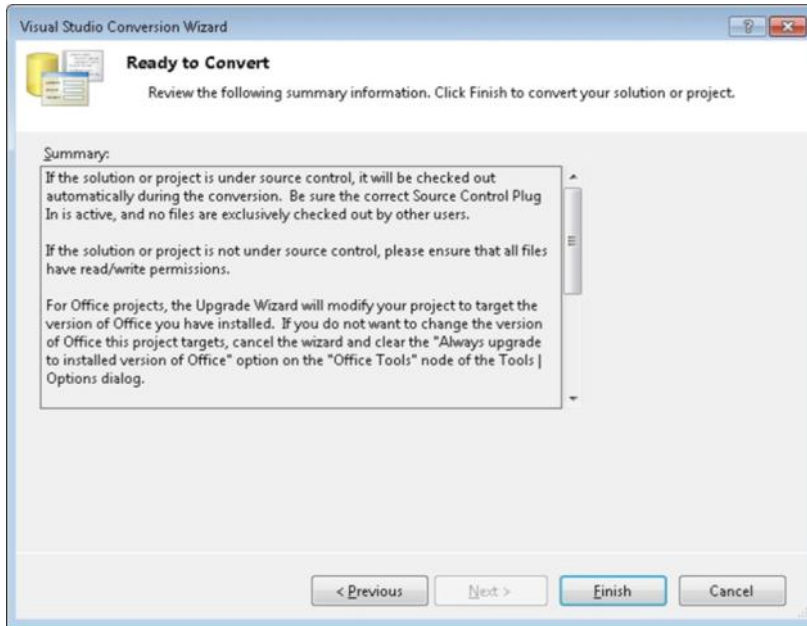 Visual Studio Conversion Wizard
Ready to Convert
Review the following summary information. Click Finish to convert your solution or project.
Summary:
If the solution or project is under source control, it will be checked out
automatically during the conversion.  Be sure the correct Source Control Plug
In is active, and no files are exclusively checked out by other users.
If the solution or project is not under source control, please ensure that all files
have read/write permissions.
For Office projects, the Upgrade Wizard will modify your project to target the
version of Office you have installed.  If you do not want to change the version
of Office this project targets, cancel the wizard and clear the "Always upgrade
to installed version of Office" option on the "Office Tools" node of the Tools |
Options dialog.
< Previous
Next >
Finish
Cancel